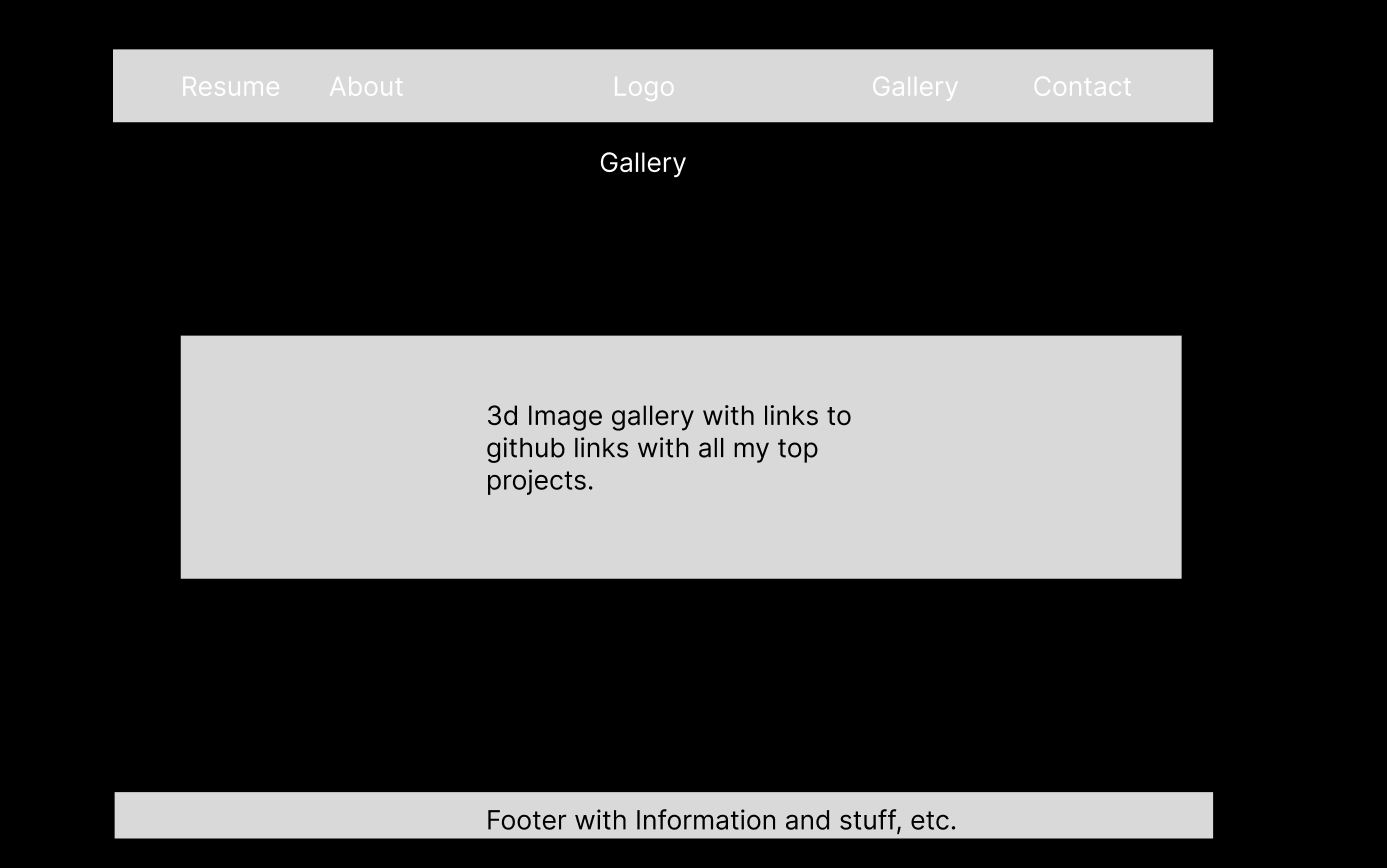 Resume About Logo Gallery Contact
Gallery
3d Image gallery with links to
github links with all my top
projects.
Footer with Information and stuff, etc.